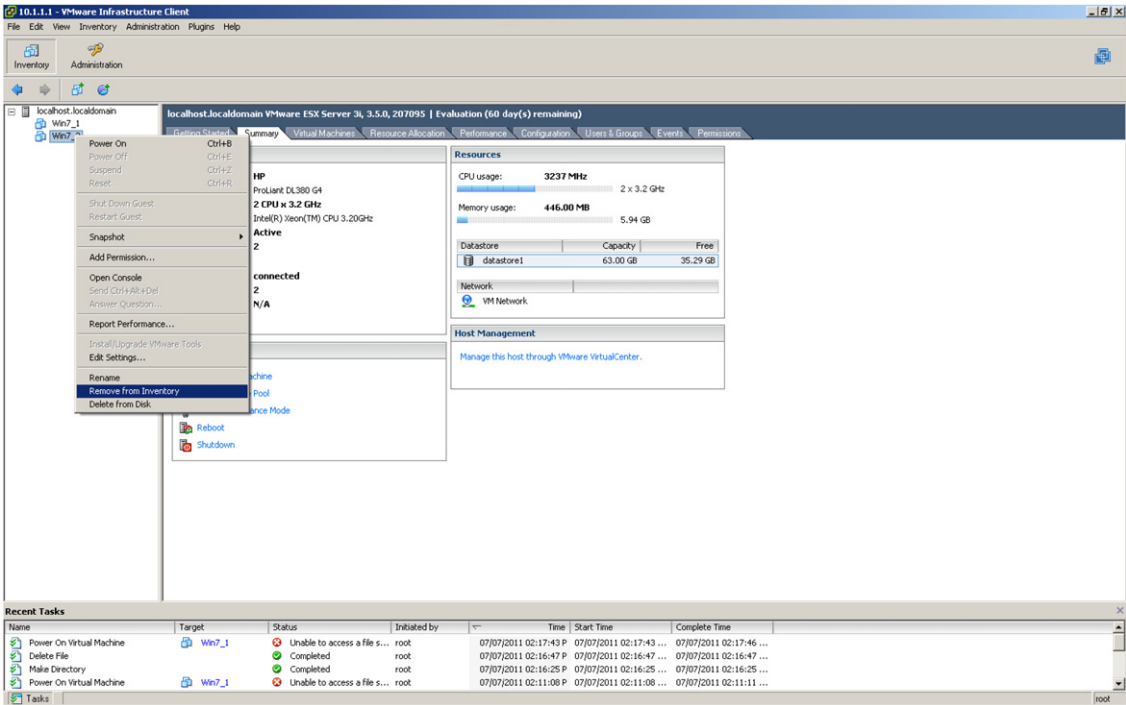 10.1.1.1 - VMware Infrastructure Client
File Edit View Inventory Administration Plugins Help
Inventory Administration
localhost.localdomain
Win7_1
Win7_2
localhost.localdomain VMware ESX Server 3i, 3.5.0, 207095 | Evaluation (60 day(s) remaining)
Getting Started Summary Virtual Machines Resource Allocation Performance Configuration Users & Groups Events Permissions
Power On Ctrl+B
Power Off Ctrl+E
Suspend Ctrl+Z
Reset Ctrl+R
Shut Down Guest
Restart Guest
Snapshot
Add Permission...
Open Console
Send Ctrl+Alt+Del
Answer Question...
Report Performance...
Install/Upgrade VMware Tools
Edit Settings...
Rename
Remove from Inventory
Delete from Disk
HP
ProLiant DL380 G4
2 CPU x 3.2 GHz
Intel(R) Xeon(TM) CPU 3.20GHz
Active
2
connected
2
N/A
chine
Pool
ance Mode
Reboot
Shutdown
Resources
CPU usage: 3237 MHz
2 x 3.2 GHz
Memory usage: 446.00 MB
5.94 GB
Datastore Capacity Free
datastore1 63.00 GB 35.29 GB
Network
VM Network
Host Management
Manage this host through VMware VirtualCenter.
Recent Tasks
Name Target Status Initiated by Time Start Time Complete Time
Power On Virtual Machine Win7_1 Unable to access a file s... root 07/07/2011 02:17:43 P 07/07/2011 02:17:43 ... 07/07/2011 02:17:46 ...
Delete File Completed root 07/07/2011 02:16:47 P 07/07/2011 02:16:47 ... 07/07/2011 02:16:47 ...
Make Directory Completed root 07/07/2011 02:16:25 P 07/07/2011 02:16:25 ... 07/07/2011 02:16:25 ...
Power On Virtual Machine Win7_1 Unable to access a file s... root 07/07/2011 02:11:08 P 07/07/2011 02:11:08 ... 07/07/2011 02:11:11 ...
Tasks root